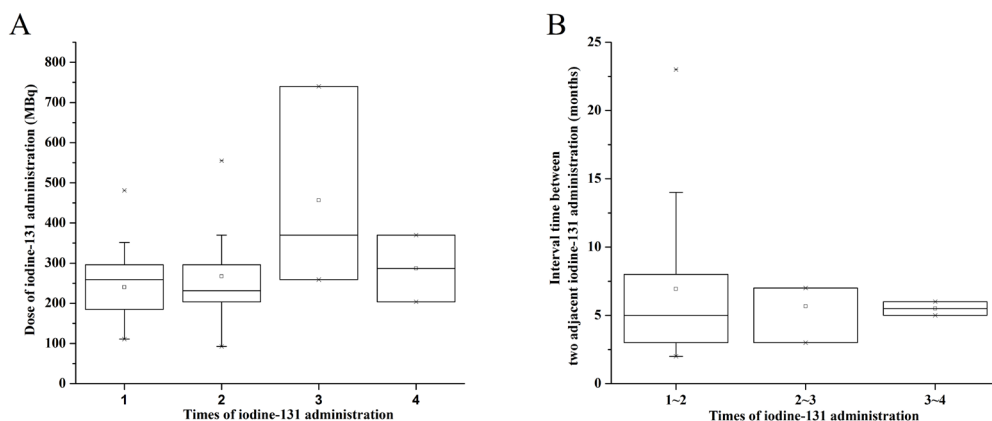 A
Dose of iodine-131 administration (MBq)
800
700
600
500
400
300
200
100
0
1 2 3 4
Times of iodine-131 administration
B
Interval time between
two adjacent iodine-131 administration (months)
25
20
15
10
5
0
1~2 2~3 3~4
Times of iodine-131 administration